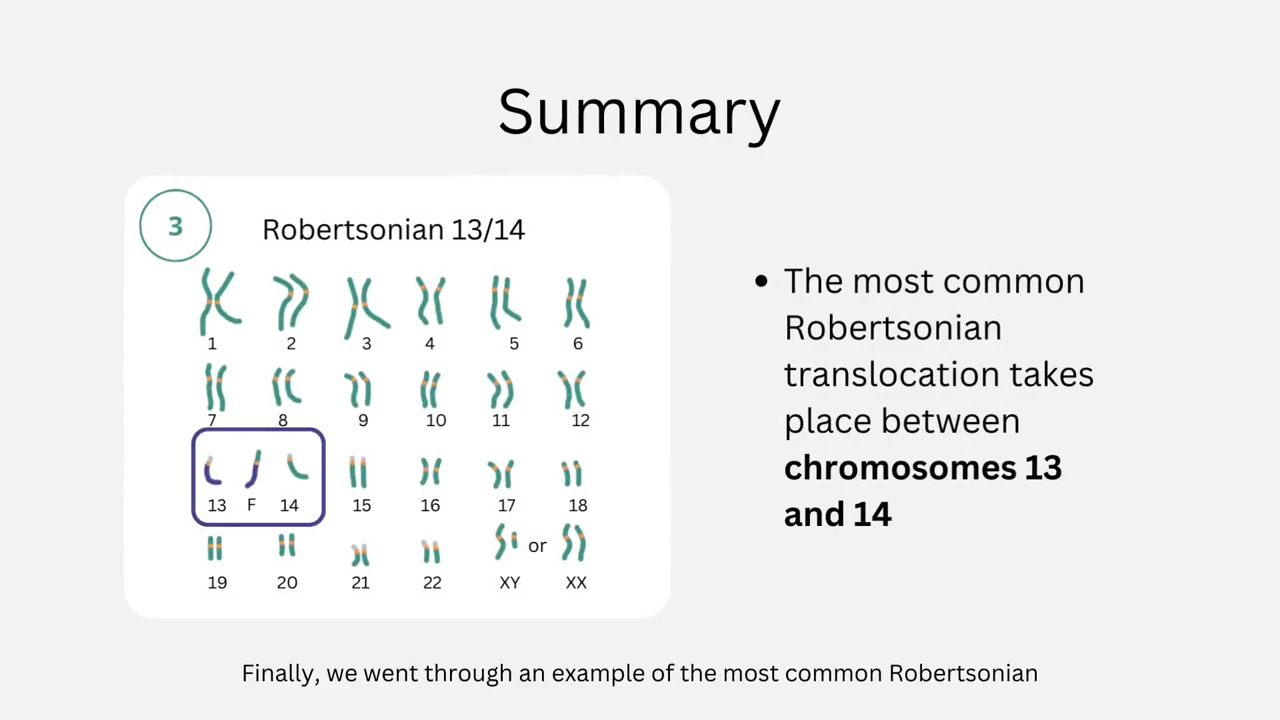 Summary
3
Robertsonian 13/14
1 2 3 4 5 6
7 8 9 10 11 12
13 F 14 15 16 17 18
or
19 20 21 22 XY XX
• The most common
Robertsonian
translocation takes
place between
chromosomes 13
and 14
Finally, we went through an example of the most common Robertsonian